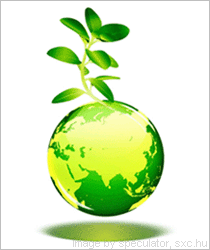 image by speculator, sxc.hu